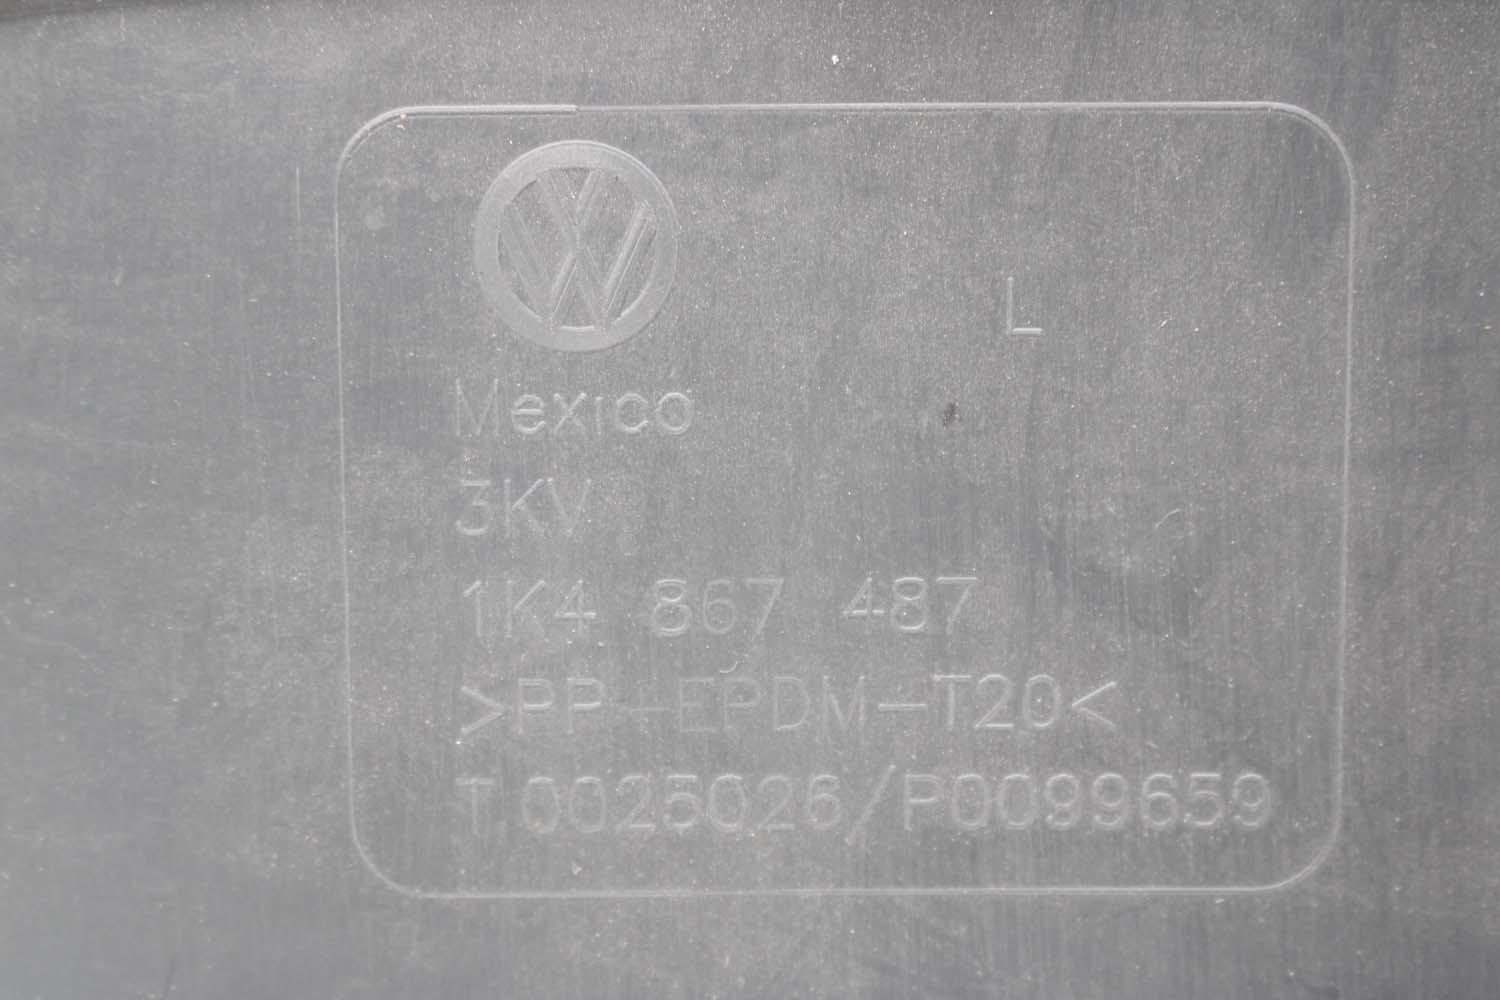 L
Mexico
3KV
1K4 867 487
>PP-EPDM-T20<
T.0025026/P0099659